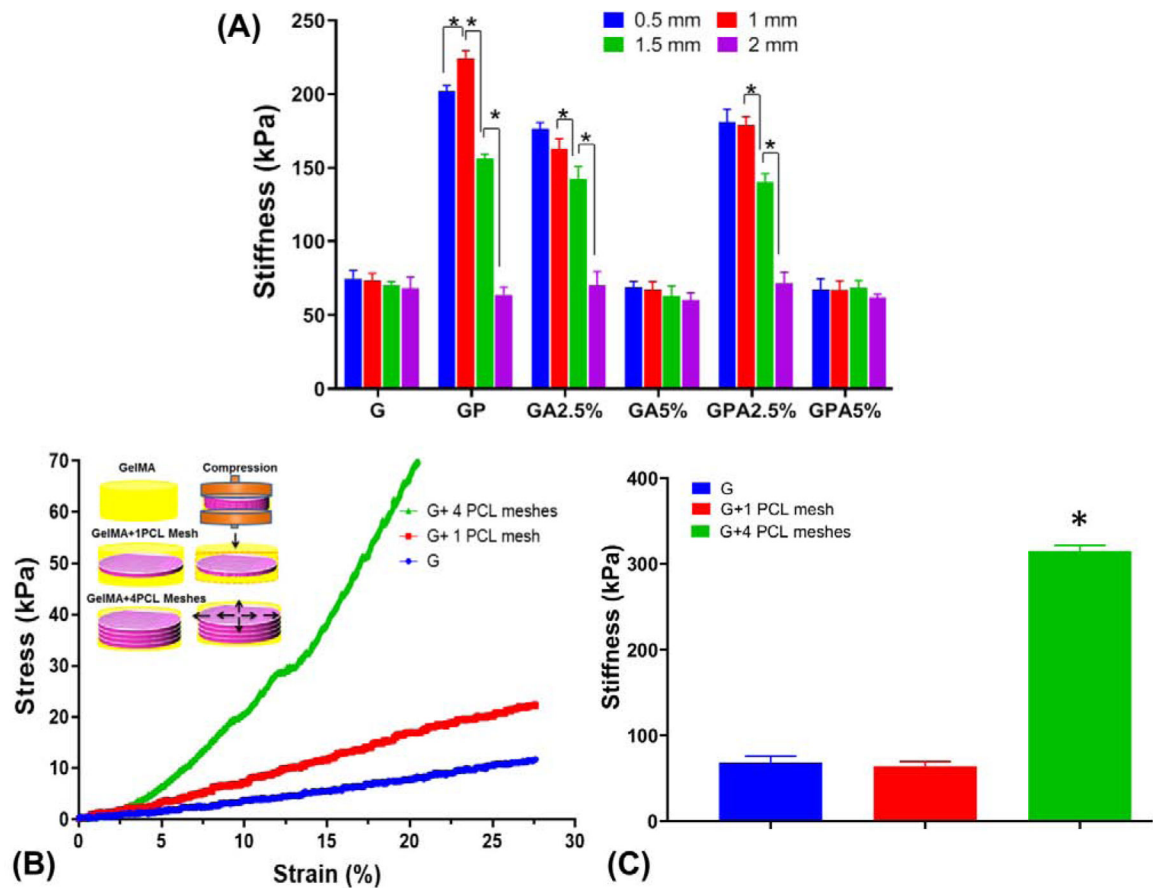 (A)
0.5 mm 1 mm
1.5 mm 2 mm
Stiffness (kPa)
250
200
150
100
50
0
* *
*
*
*
*
*
G GP GA2.5% GA5% GPA2.5% GPA5%
(B)
Stress (kPa)
70
60
50
40
30
20
10
0
0 5 10 15 20 25 30
Strain (%)
GelMA Compression
GelMA+1PCL Mesh
GelMA+4PCL Meshes
G+ 4 PCL meshes
G+ 1 PCL mesh
G
(C)
Stiffness (kPa)
400
300
200
100
0
G
G+1 PCL mesh
G+4 PCL meshes
*